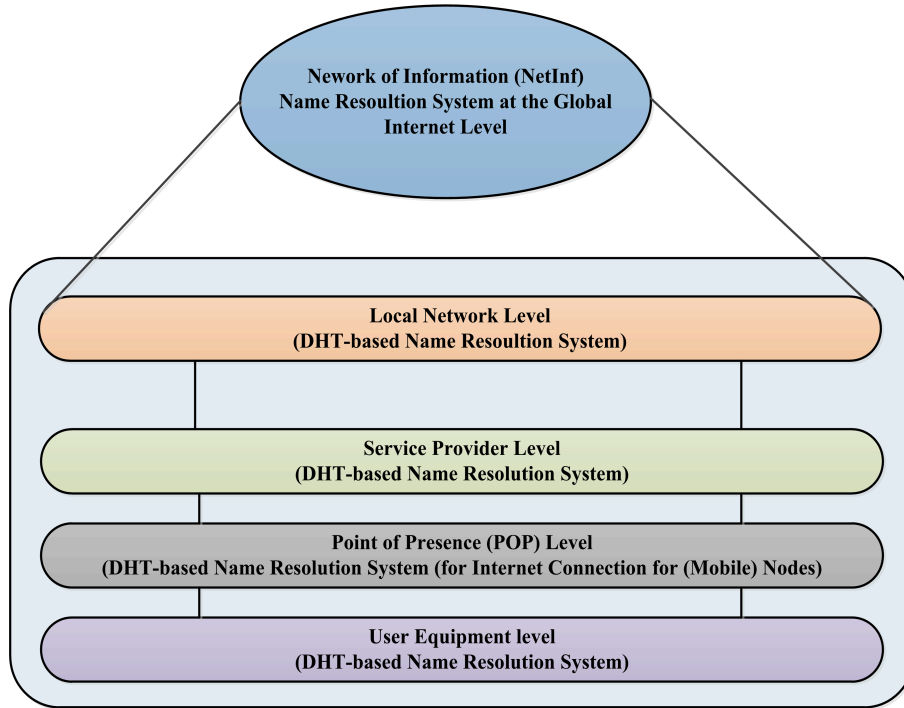 Nework of Information (NetInf)
Name Resoultion System at the Global
Internet Level
Local Network Level
(DHT-based Name Resoultion System)
Service Provider Level
(DHT-based Name Resolution System)
Point of Presence (POP) Level
(DHT-based Name Resolution System (for Internet Connection for (Mobile) Nodes)
User Equipment level
(DHT-based Name Resolution System)